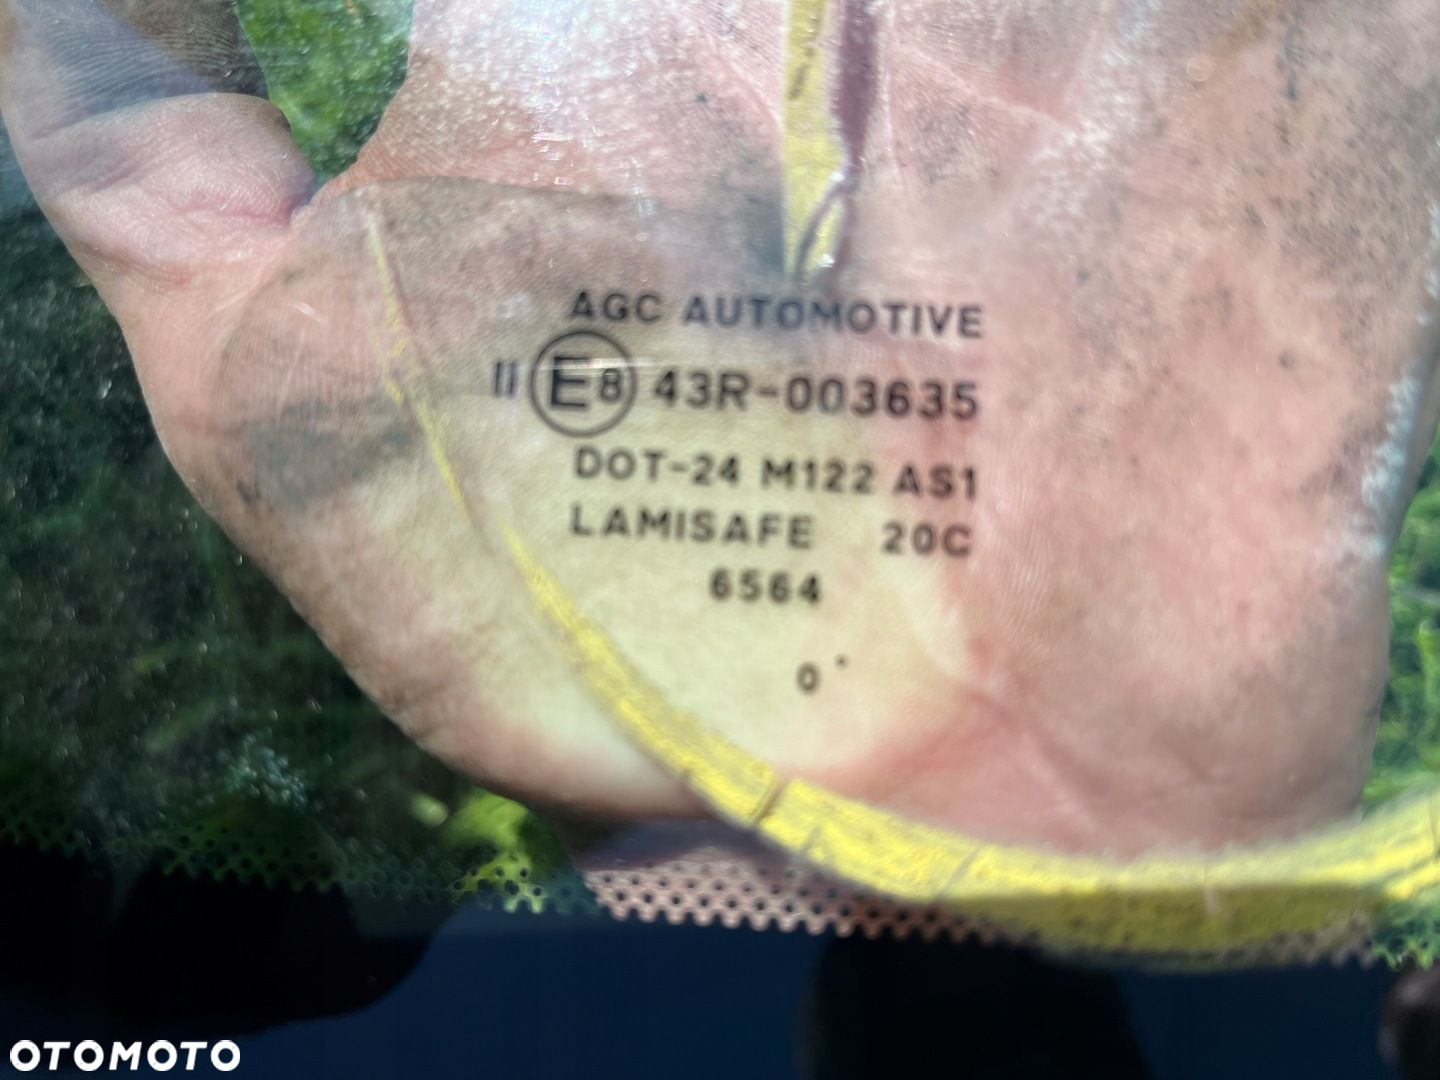 AGC AUTOMOTIVE
II E8 43R-003635
DOT-24 M122 AS1
LAMISAFE 20C
6564
0
OTOMOTO